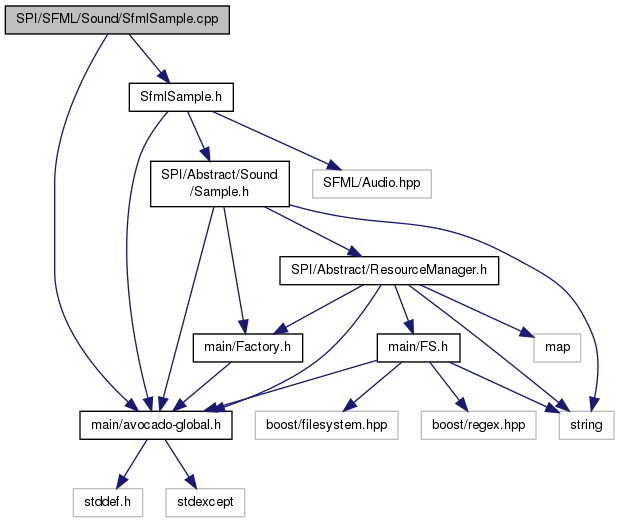 SPI/SFML/Sound/SfmlSample.cpp
SfmlSample.h
SPI/Abstract/Sound
/Sample.h
SFML/Audio.hpp
SPI/Abstract/ResourceManager.h
main/Factory.h
main/FS.h
map
main/avocado-global.h
boost/filesystem.hpp
boost/regex.hpp
string
stddef.h
stdexcept